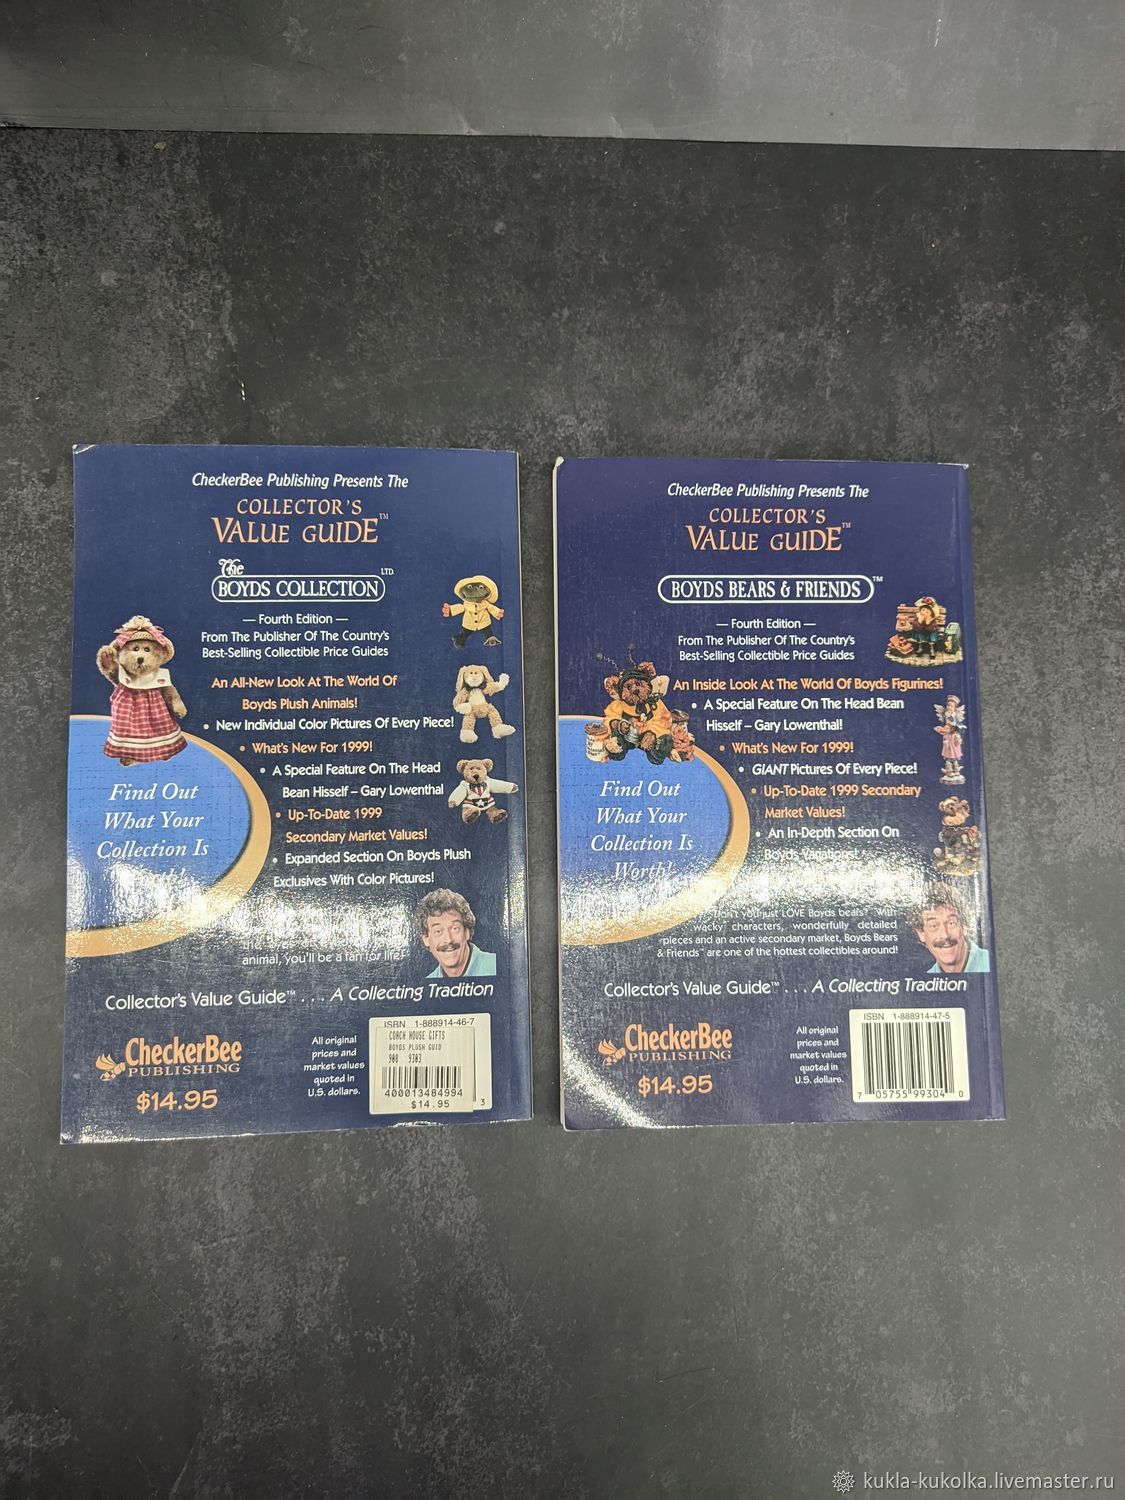 CheckerBee Publishing Presents The
COLLECTOR'S
VALUE GUIDE™
The
BOYDS COLLECTION LTD.
— Fourth Edition —
From The Publisher Of The Country's
Best-Selling Collectible Price Guides
An All-New Look At The World Of
Boyds Plush Animals!
• New Individual Color Pictures Of Every Piece!
• What's New For 1999!
• A Special Feature On The Head
Bean Hisself – Gary Lowenthal
• Up-To-Date 1999
Secondary Market Values!
• Expanded Section On Boyds Plush
Exclusives With Color Pictures!
Find Out
What Your
Collection Is
Worth!
animal, you'll be a fan for life!
Collector's Value Guide™ . . . A Collecting Tradition
CheckerBee
PUBLISHING
$14.95
All original
prices and
market values
quoted in
U.S. dollars.
ISBN 1-888914-46-7
COACH HOUSE GIFTS
BOYDS PLUSH GUID
908 9303
400013484994
$14.95
3
CheckerBee Publishing Presents The
COLLECTOR'S
VALUE GUIDE™
BOYDS BEARS & FRIENDS™
— Fourth Edition —
From The Publisher Of The Country's
Best-Selling Collectible Price Guides
An Inside Look At The World Of Boyds Figurines!
• A Special Feature On The Head Bean
Hisself – Gary Lowenthal!
• What's New For 1999!
• GIANT Pictures Of Every Piece!
• Up-To-Date 1999 Secondary
Market Values!
• An In-Depth Section On
Boyds Variations!
Find Out
What Your
Collection Is
Worth!
Don't you just LOVE Boyds bears? With
wacky characters, wonderfully detailed
pieces and an active secondary market, Boyds Bears
& Friends™ are one of the hottest collectibles around!
Collector's Value Guide™ . . . A Collecting Tradition
CheckerBee
PUBLISHING
$14.95
All original
prices and
market values
quoted in
U.S. dollars.
ISBN 1-888914-47-5
7 05755 99304 0
kukla-kukolka.livemaster.ru